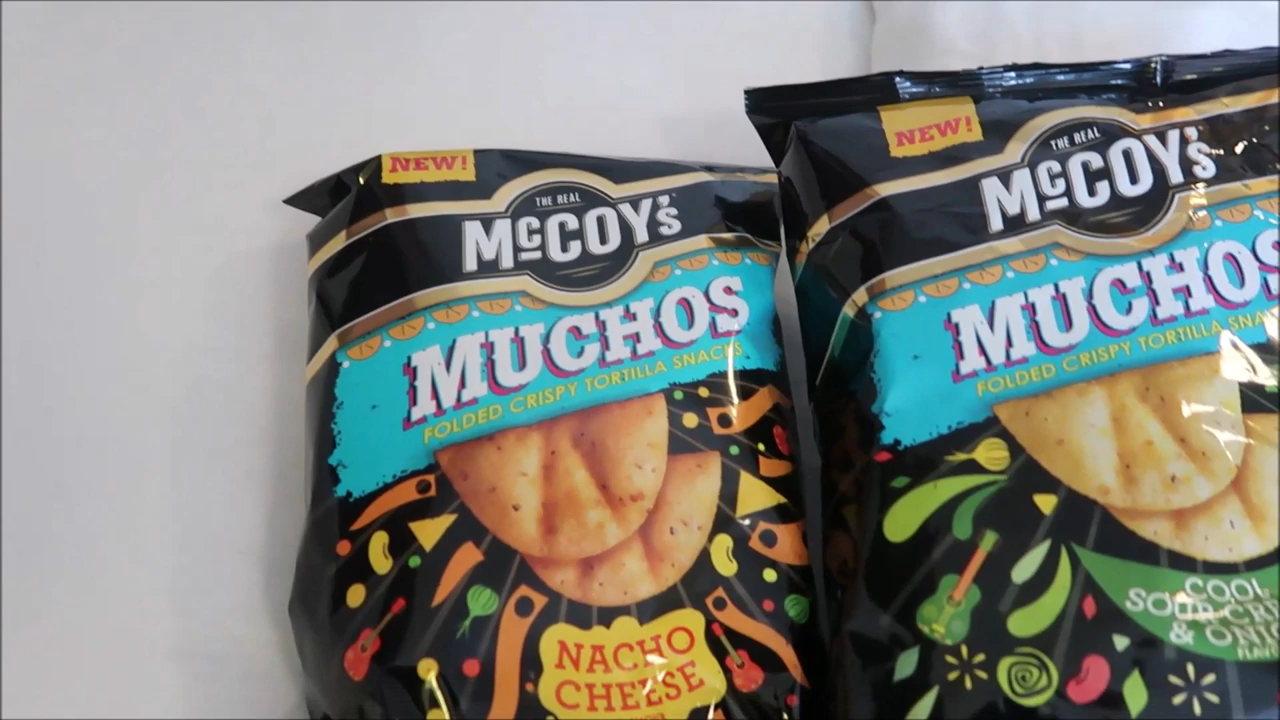 NEW!
THE REAL
McCOY's
MUCHOS
FOLDED CRISPY TORTILLA SNACKS
NACHO
CHEESE
NEW!
THE REAL
McCOY's
MUCHOS
FOLDED CRISPY TORTILLA
COOL
SOUR
&